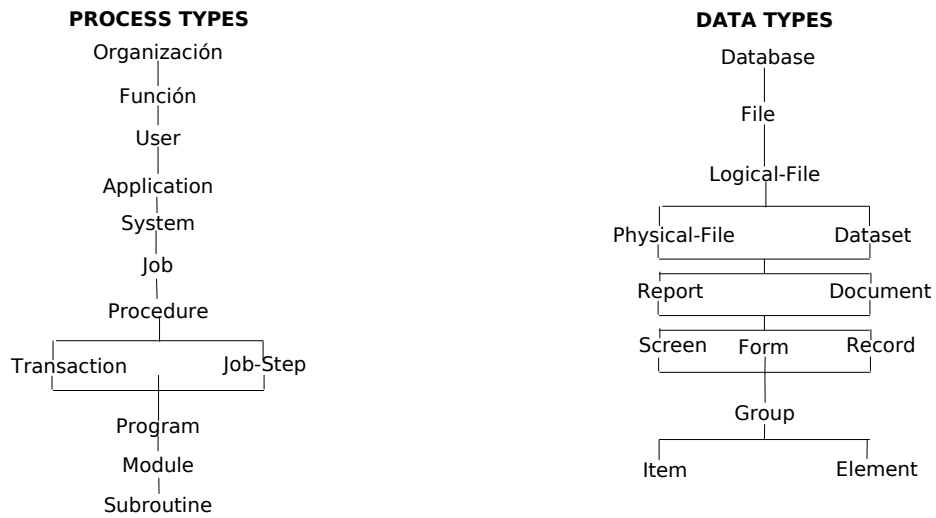 PROCESS TYPES
Organización
Función
User
Application
System
Job
Procedure
Transaction
Job-Step
Program
Module
Subroutine
DATA TYPES
Database
File
Logical-File
Physical-File
Dataset
Report
Document
Screen
Form
Record
Group
Item
Element